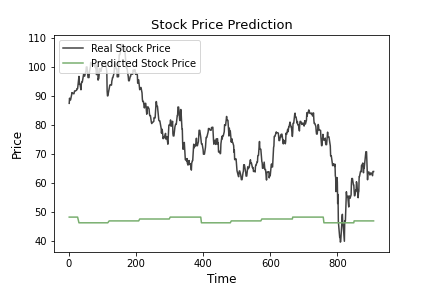 Stock Price Prediction
Real Stock Price
Predicted Stock Price
110
100
90
80
70
60
50
40
Price
0 200 400 600 800
Time